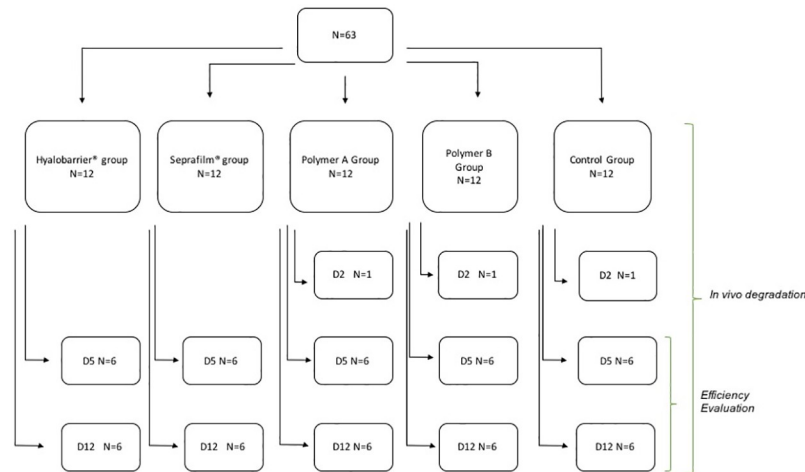 N=63
Hyalobarrier® group
N=12
Seprafilm® group
N=12
Polymer A Group
N=12
Polymer B
Group
N=12
Control Group
N=12
D2 N=1
D2 N=1
D2 N=1
In vivo degradation
D5 N=6
D5 N=6
D5 N=6
D5 N=6
D5 N=6
Efficiency
Evaluation
D12 N=6
D12 N=6
D12 N=6
D12 N=6
D12 N=6